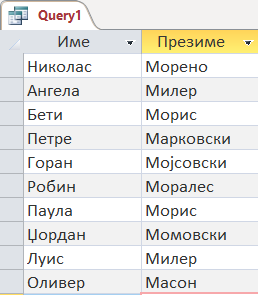 Query1
Име Презиме
Николас Морено
Ангела Милер
Бети Морис
Петре Марковски
Горан Мојсовски
Робин Моралес
Паула Морис
Џордан Момовски
Луис Милер
Оливер Масон